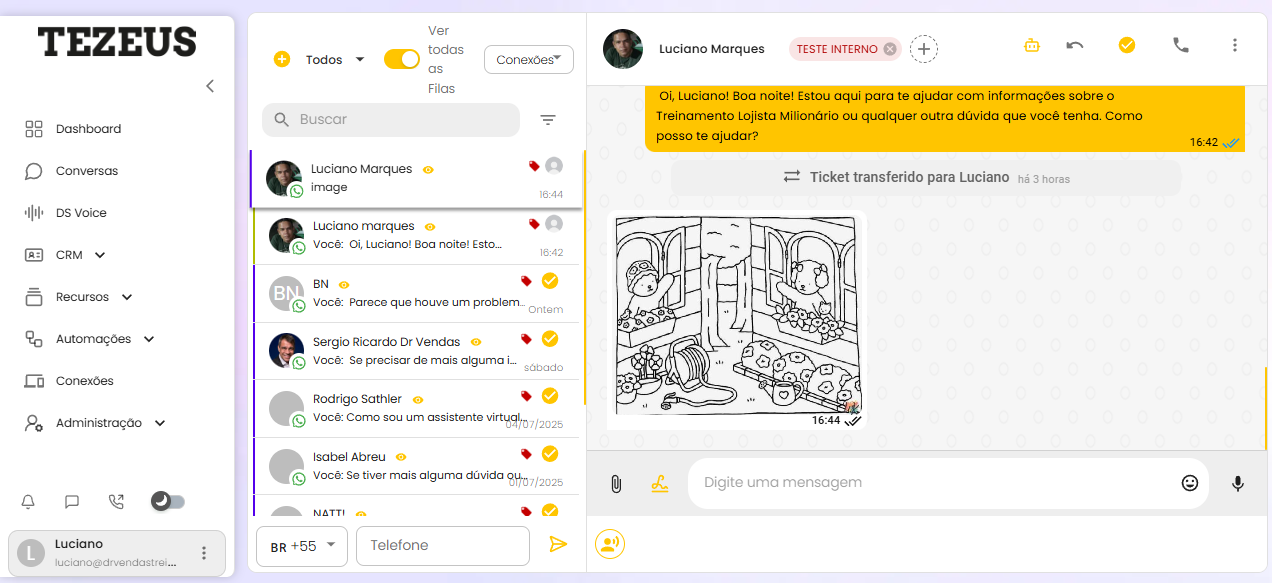 TEZEUS
Dashboard
Conversas
DS Voice
CRM
Recursos
Automações
Conexões
Administração
L
Luciano
luciano@drvendastrei...
Todos
Ver
todas
as
Filas
Conexões
Buscar
Luciano Marques
image
16:44
Luciano marques
Você: Oi, Luciano! Boa noite! Esto...
16:42
BN
BN
Você: Parece que houve um problem...
Ontem
Sergio Ricardo Dr Vendas
Você: Se precisar de mais alguma i...
sábado
Rodrigo Sathler
Você: Como sou um assistente virtual...
04/07/2025
Isabel Abreu
Você: Se tiver mais alguma dúvida ou...
01/07/2025
NATT!
BR +55
Telefone
Luciano Marques
TESTE INTERNO
Oi, Luciano! Boa noite! Estou aqui para te ajudar com informações sobre o
Treinamento Lojista Milionário ou qualquer outra dúvida que você tenha. Como
posso te ajudar?
16:42
Ticket transferido para Luciano há 3 horas
16:44
Digite uma mensagem